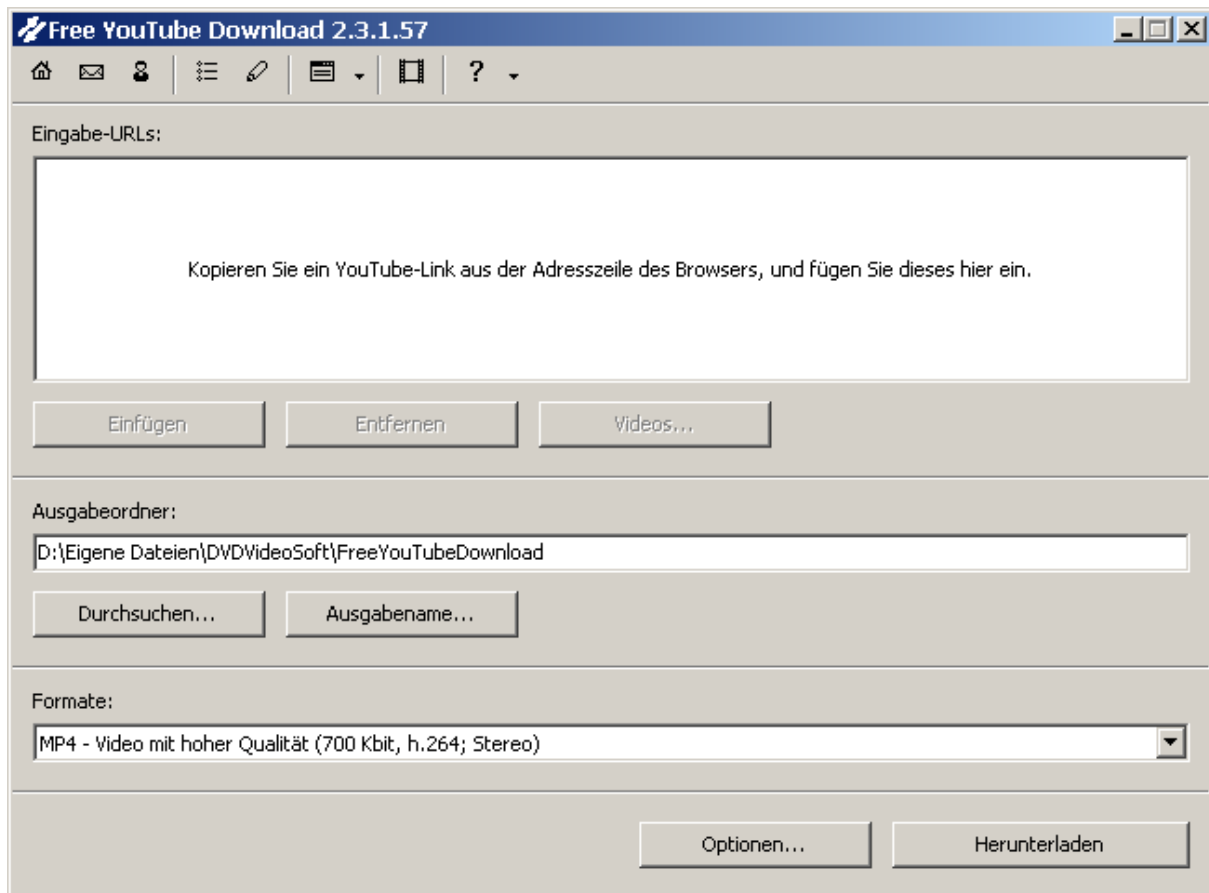 Free YouTube Download 2.3.1.57
?
Eingabe-URLs:
Kopieren Sie ein YouTube-Link aus der Adresszeile des Browsers, und fügen Sie dieses hier ein.
Einfügen Entfernen Videos...
Ausgabeordner:
D:\Eigene Dateien\DVDVideoSoft\FreeYouTubeDownload
Durchsuchen... Ausgabename...
Formate:
MP4 - Video mit hoher Qualität (700 Kbit, h.264; Stereo)
Optionen... Herunterladen